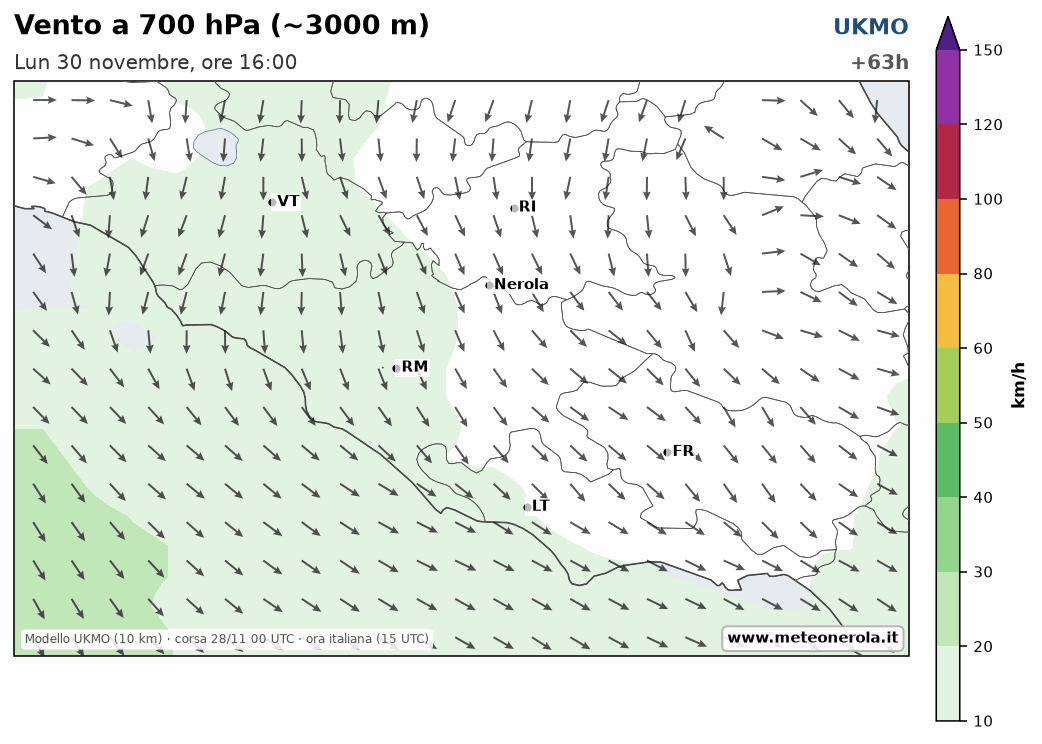 Vento a 700 hPa (~3000 m)
UKMO
Lun 30 novembre, ore 16:00
+63h
VT
RI
Nerola
RM
FR
LT
Modello UKMO (10 km) · corsa 28/11 00 UTC · ora italiana (15 UTC)
www.meteonerola.it
150
120
100
80
60
50
40
30
20
10
km/h